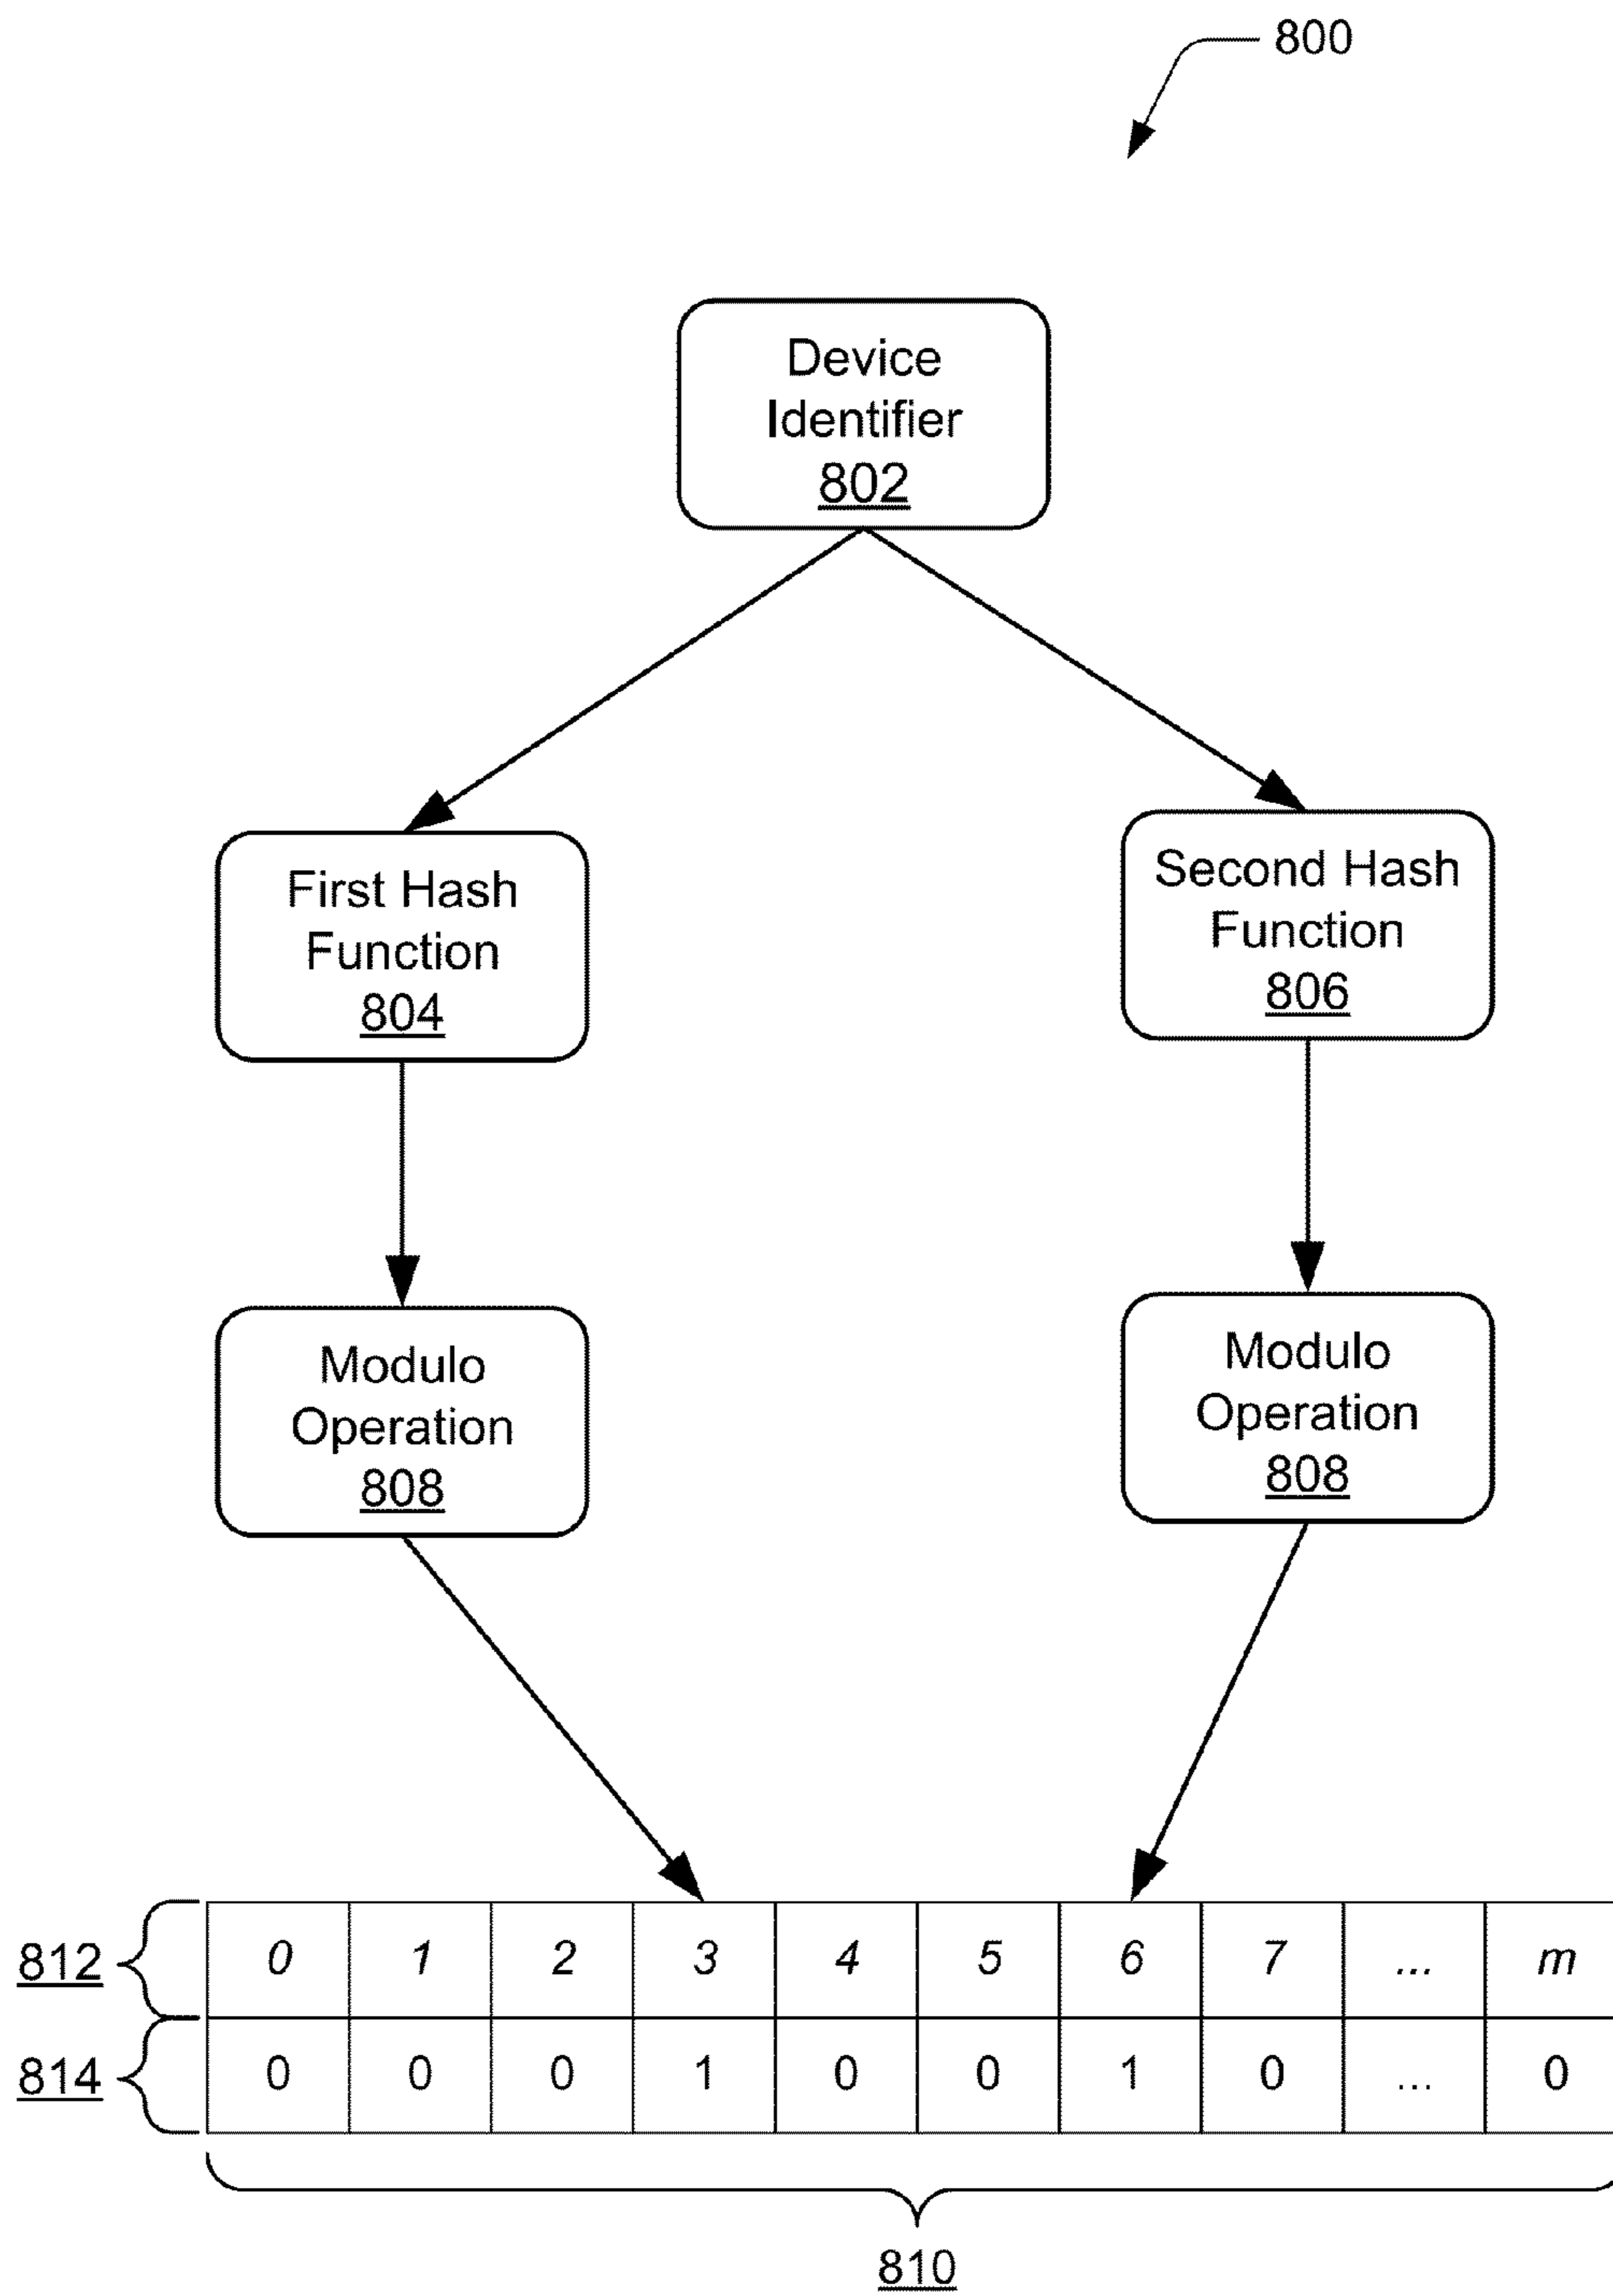 800
Device
Identifier
802
First Hash
Function
804
Second Hash
Function
806
Modulo
Operation
808
Modulo
Operation
808
812 0 1 2 3 4 5 6 7 ... m
814 0 0 0 1 0 0 1 0 ... 0
810